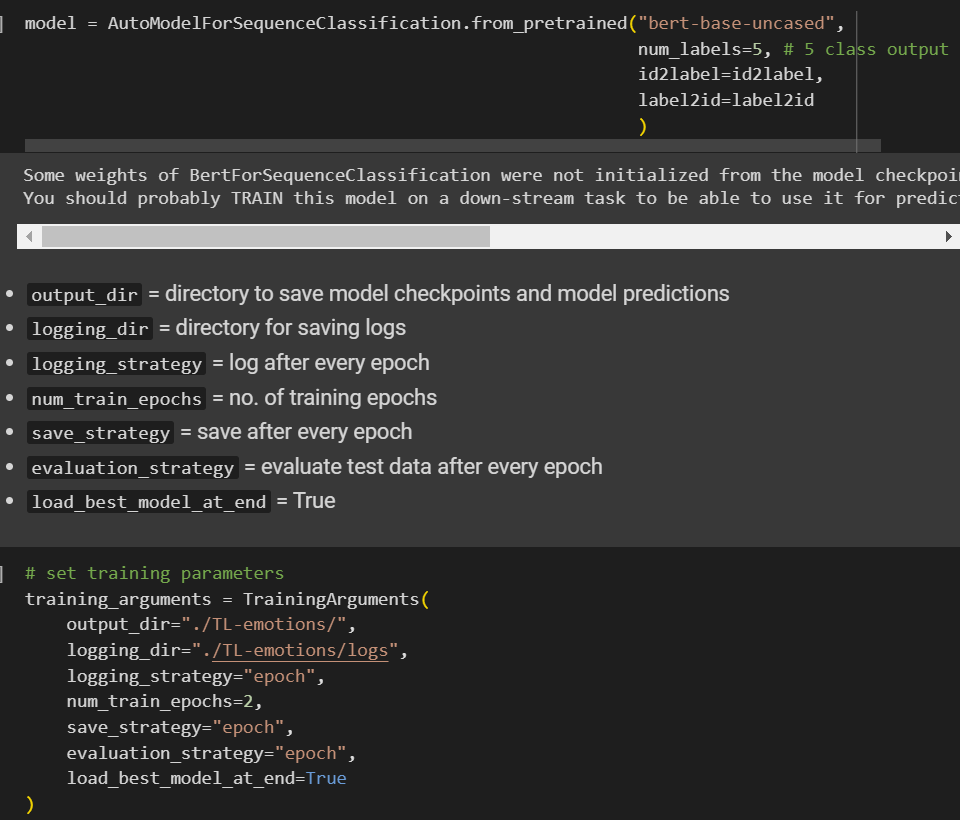 model = AutoModelForSequenceClassification.from_pretrained("bert-base-uncased",
num_labels=5, # 5 class output
id2label=id2label,
label2id=label2id
)
Some weights of BertForSequenceClassification were not initialized from the model
You should probably TRAIN this model on a down-stream task to be able to use it for
• output_dir = directory to save model checkpoints and model predictions
• logging_dir = directory for saving logs
• logging_strategy = log after every epoch
• num_train_epochs = no. of training epochs
• save_strategy = save after every epoch
• evaluation_strategy = evaluate test data after every epoch
• load_best_model_at_end = True
# set training parameters
training_arguments = TrainingArguments(
output_dir="./TL-emotions/",
logging_dir="./TL-emotions/logs",
logging_strategy="epoch",
num_train_epochs=2,
save_strategy="epoch",
evaluation_strategy="epoch",
load_best_model_at_end=True
)